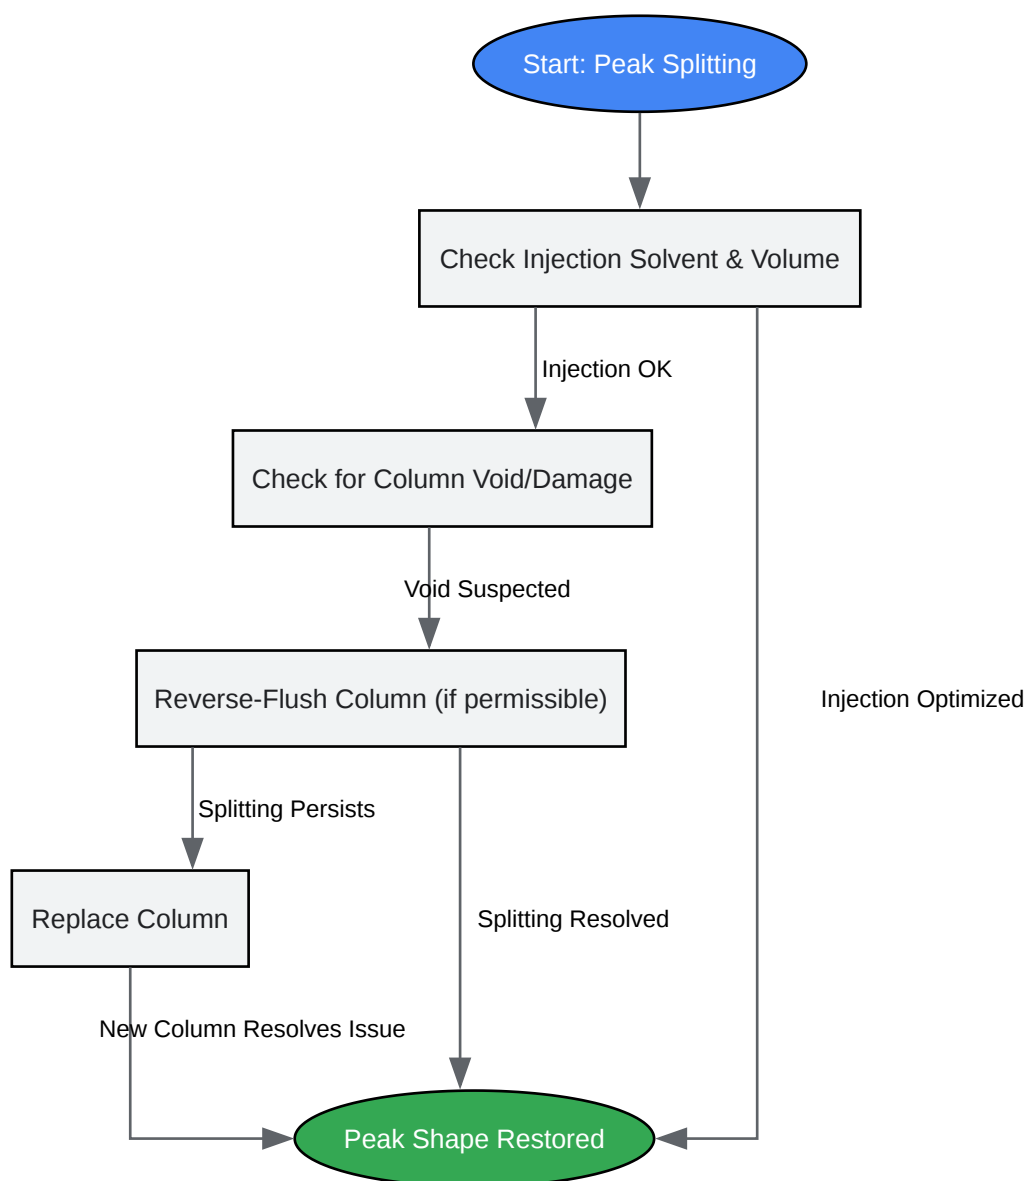 Start: Peak Splitting
Check Injection Solvent & Volume
Injection OK
Check for Column Void/Damage
Void Suspected
Reverse-Flush Column (if permissible)
Injection Optimized
Splitting Persists
Replace Column
Splitting Resolved
New Column Resolves Issue
Peak Shape Restored